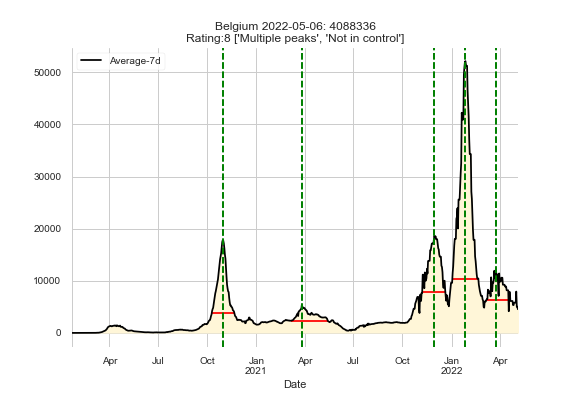 Belgium 2022-05-06: 4088336
Rating:8 ['Multiple peaks', 'Not in control']
Average-7d
50000
40000
30000
20000
10000
0
Apr Jul Oct Jan Apr Jul Oct Jan Apr
2021 2022
Date